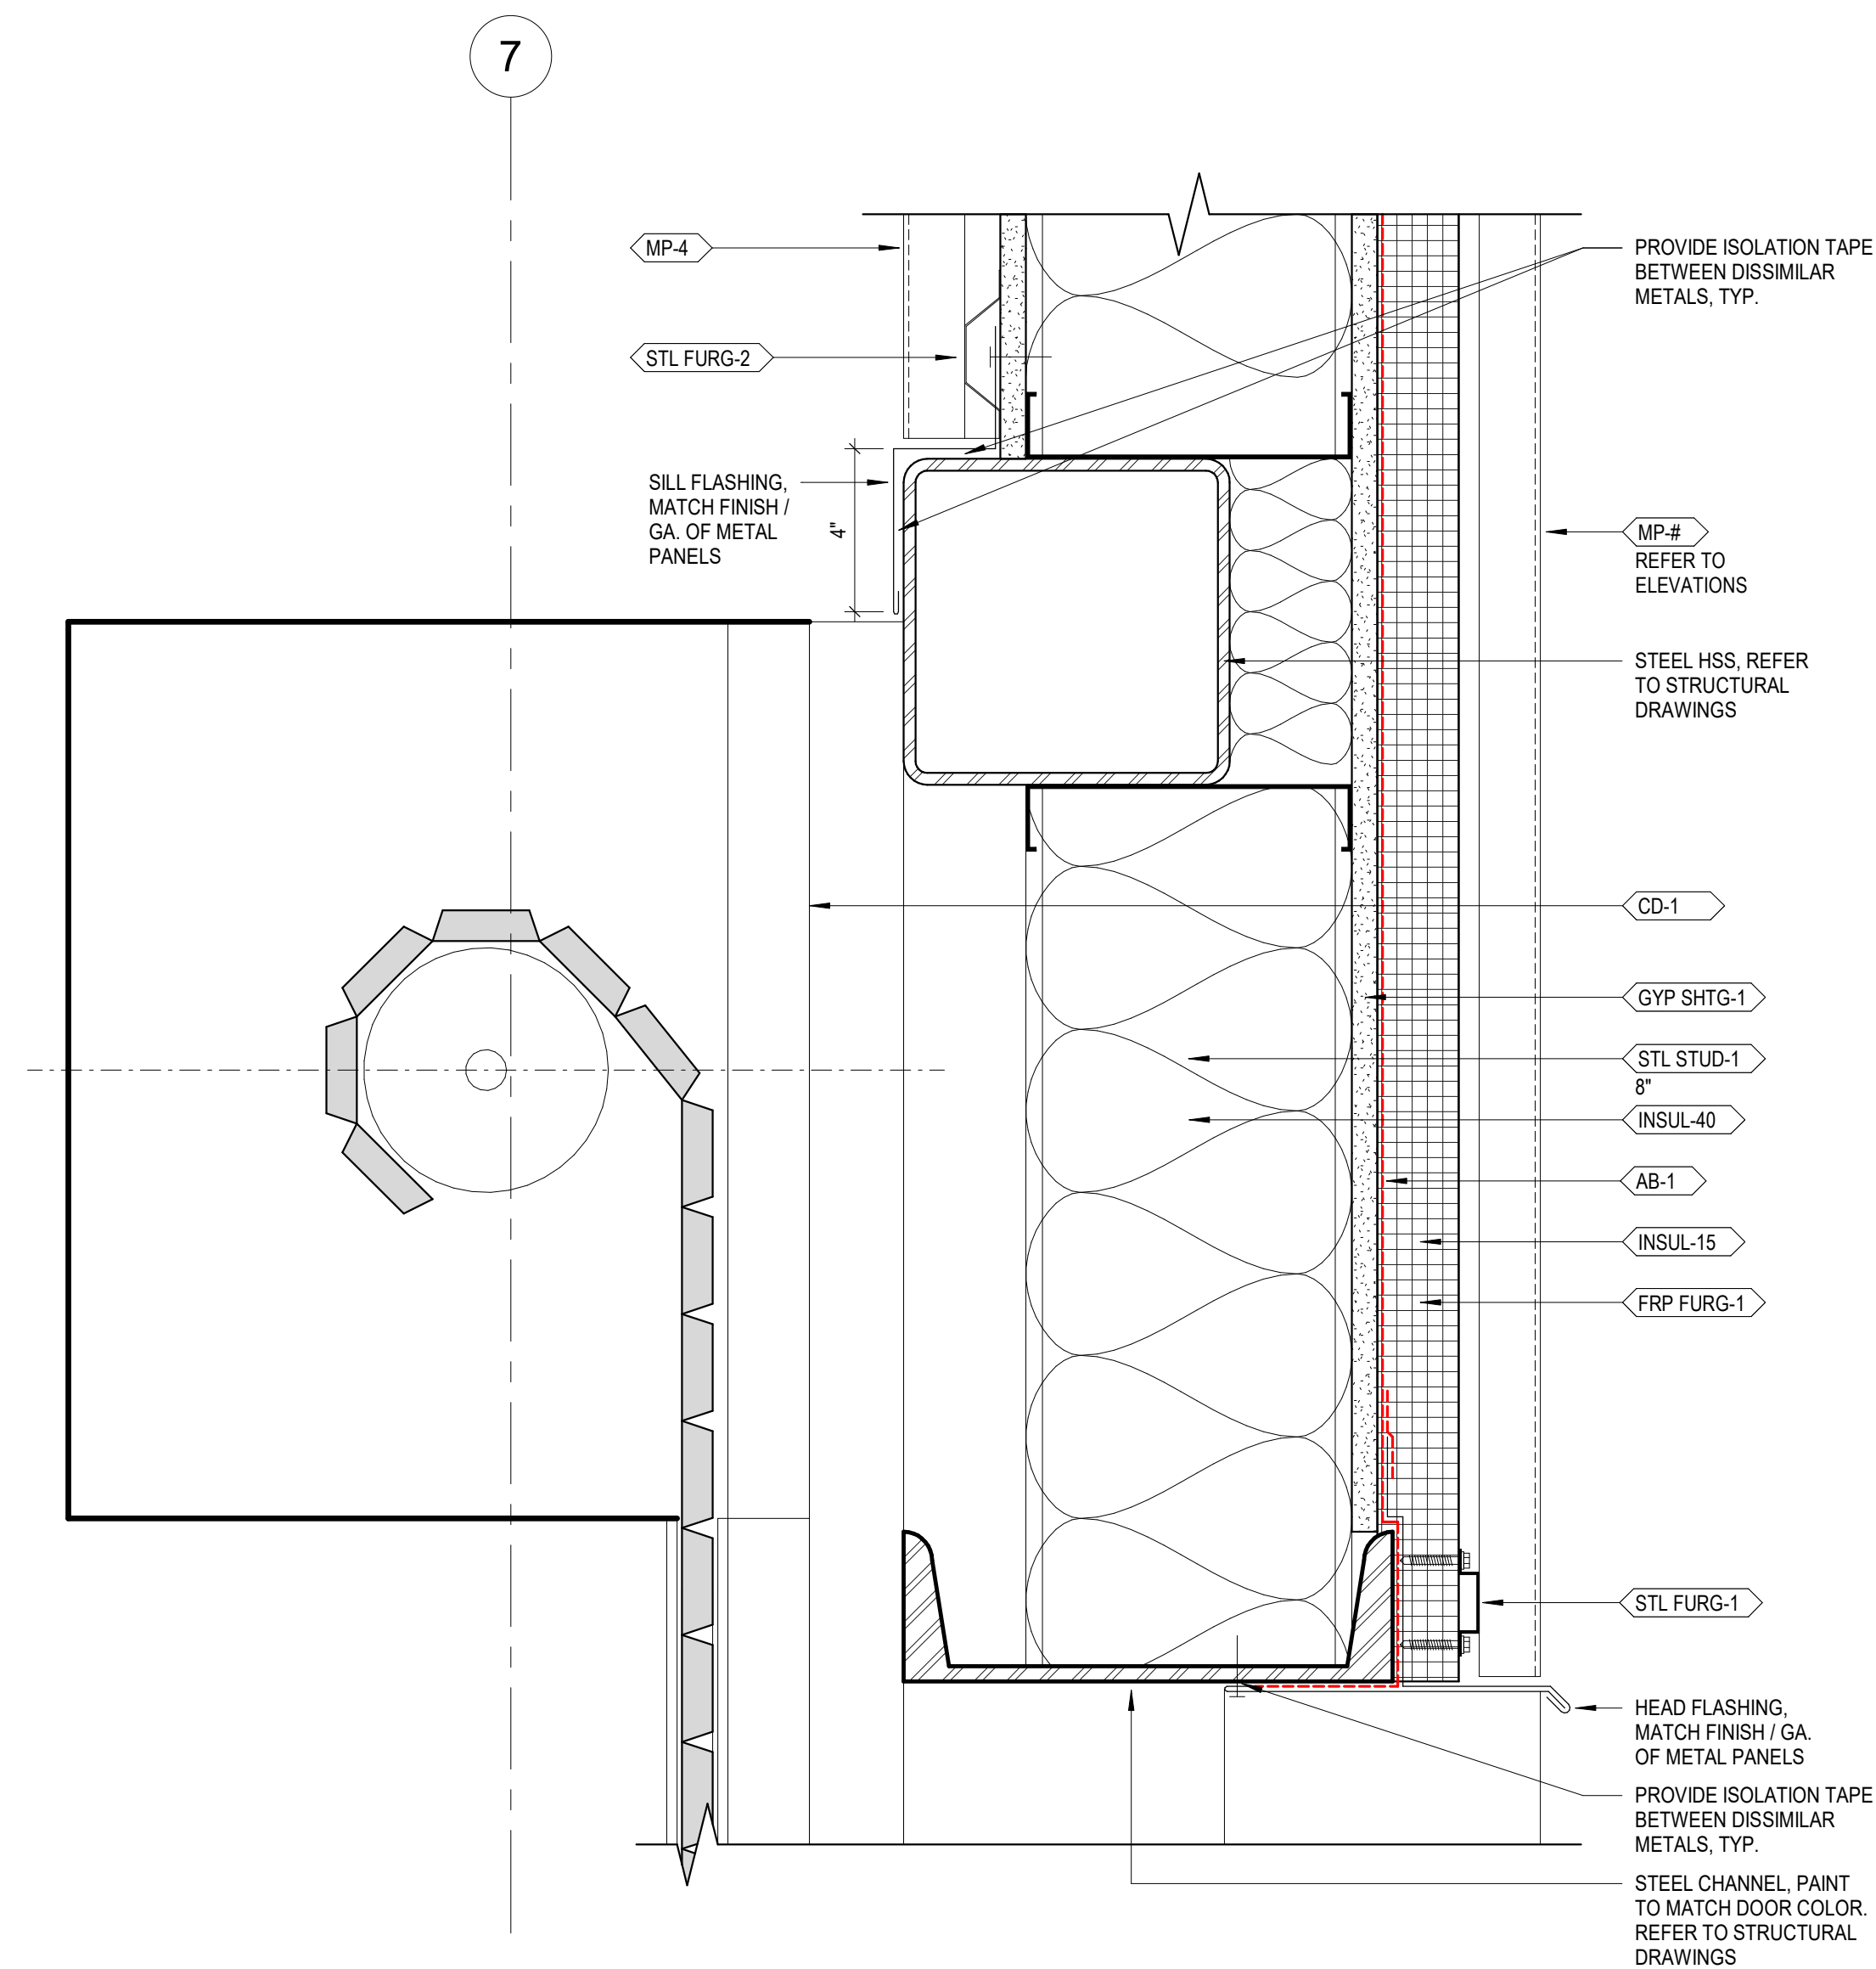 7
MP-4
STL FURG-2
SILL FLASHING,
MATCH FINISH /
GA. OF METAL
PANELS
4"
PROVIDE ISOLATION TAPE
BETWEEN DISSIMILAR
METALS, TYP.
MP-#
REFER TO
ELEVATIONS
STEEL HSS, REFER
TO STRUCTURAL
DRAWINGS
CD-1
GYP SHTG-1
STL STUD-1
8"
INSUL-40
AB-1
INSUL-15
FRP FURG-1
STL FURG-1
HEAD FLASHING,
MATCH FINISH / GA.
OF METAL PANELS
PROVIDE ISOLATION TAPE
BETWEEN DISSIMILAR
METALS, TYP.
STEEL CHANNEL, PAINT
TO MATCH DOOR COLOR.
REFER TO STRUCTURAL
DRAWINGS